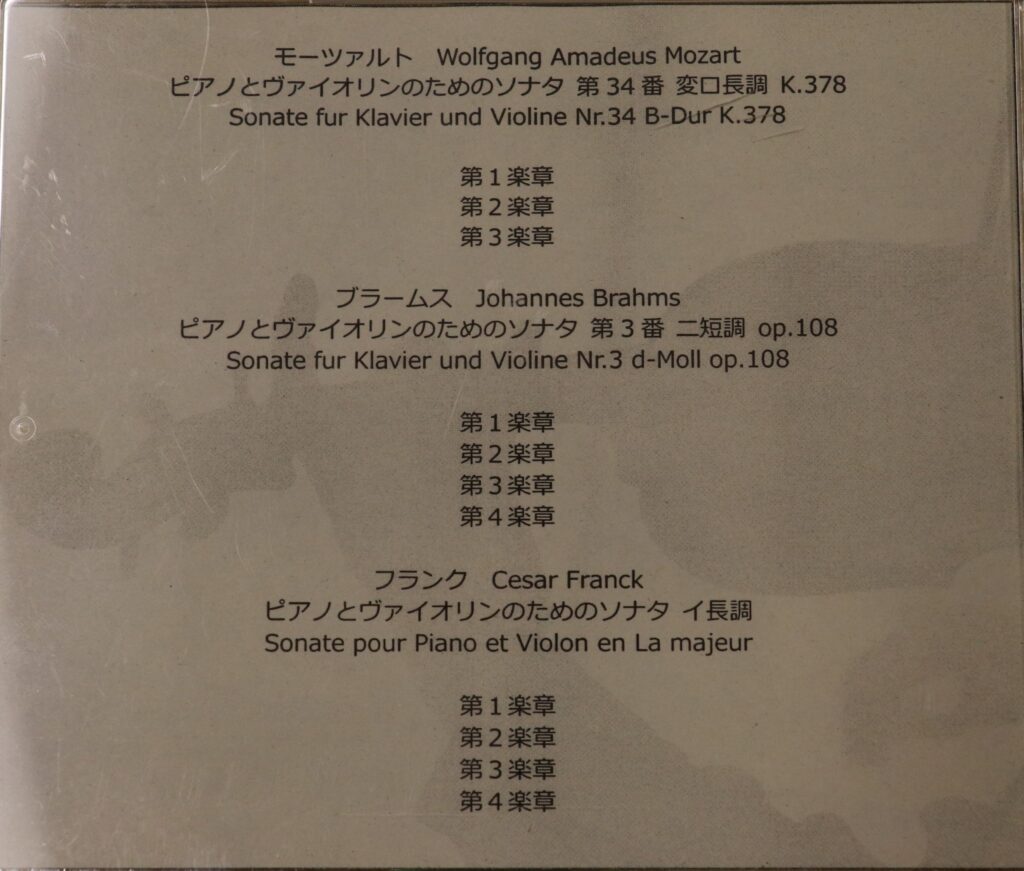 モーツァルト　Wolfgang Amadeus Mozart
ピアノとヴァイオリンのためのソナタ 第34番 変ロ長調 K.378
Sonate fur Klavier und Violine Nr.34 B-Dur K.378
第1楽章
第2楽章
第3楽章
ブラームス　Johannes Brahms
ピアノとヴァイオリンのためのソナタ 第3番 ニ短調 op.108
Sonate fur Klavier und Violine Nr.3 d-Moll op.108
第1楽章
第2楽章
第3楽章
第4楽章
フランク　Cesar Franck
ピアノとヴァイオリンのためのソナタ イ長調
Sonate pour Piano et Violon en La majeur
第1楽章
第2楽章
第3楽章
第4楽章